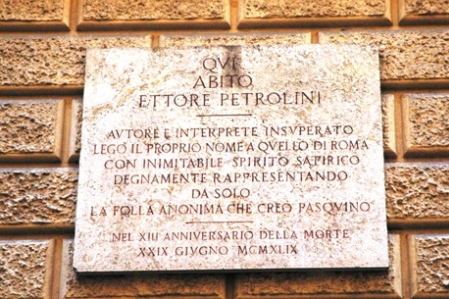 QVI
ABITÒ
ETTORE PETROLINI
AVTORE E INTERPRETE INSVPERATO
LEGÒ IL PROPRIO NOME A QVELLO DI ROMA
CON INIMITABILE SPIRITO SATIRICO
DEGNAMENTE RAPPRESENTANDO
DA SOLO
LA FOLLA ANONIMA CHE CREÒ PASQVINO
NEL XIII ANNIVERSARIO DELLA MORTE
XXIX GIVGNO MCMXLIX